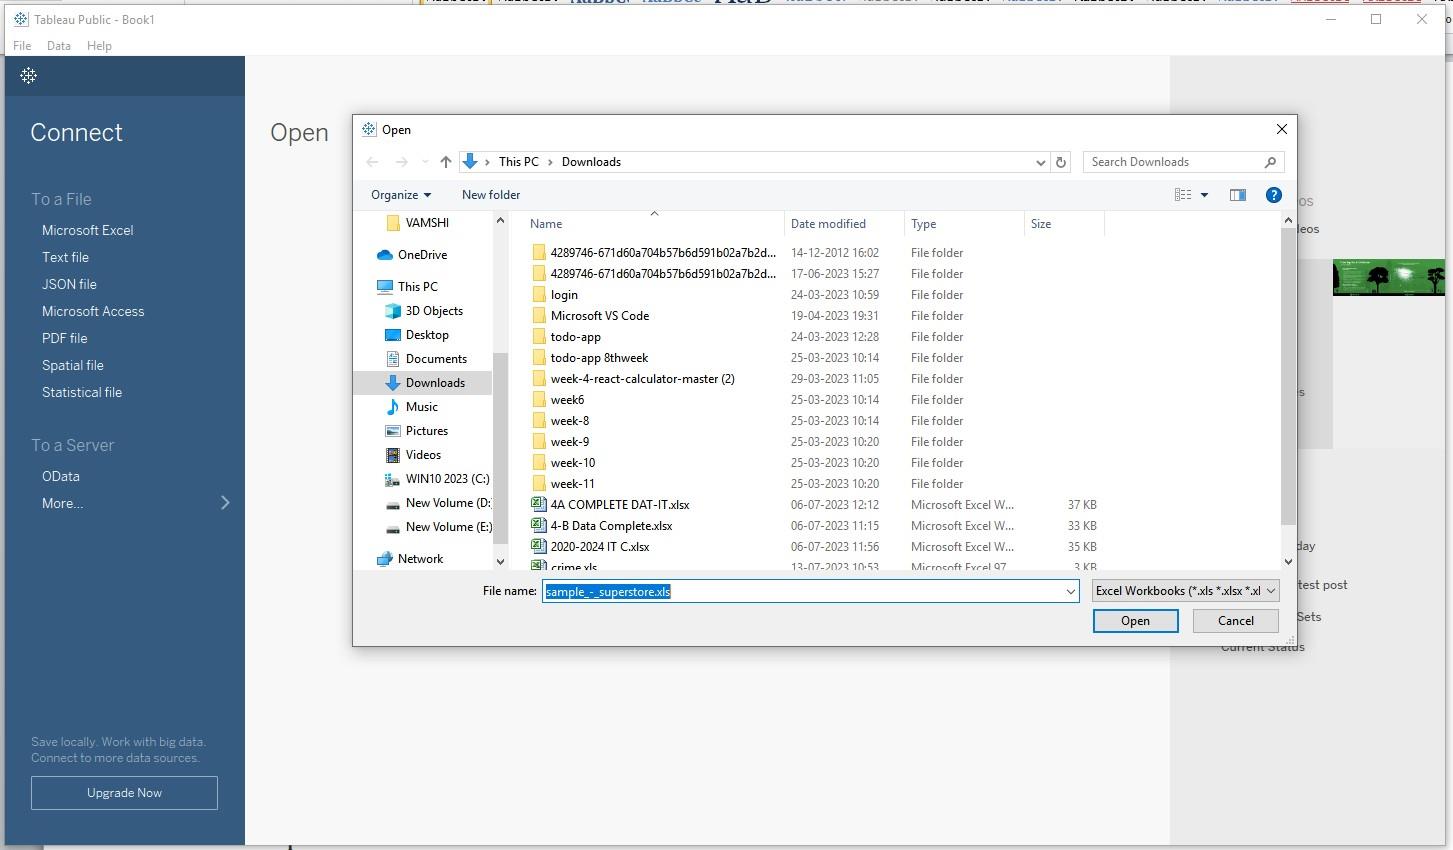 Tableau Public - Book1
File Data Help
Connect
To a File
Microsoft Excel
Text file
JSON file
Microsoft Access
PDF file
Spatial file
Statistical file
To a Server
OData
More...
Save locally. Work with big data.
Connect to more data sources.
Upgrade Now
Open
Open
This PC > Downloads
Search Downloads
Organize New folder
VAMSHI
OneDrive
This PC
3D Objects
Desktop
Documents
Downloads
Music
Pictures
Videos
WIN10 2023 (C:)
New Volume (D:
New Volume (E:)
Network
Name Date modified Type Size
4289746-671d60a704b57b6d591b02a7b2d... 14-12-2012 16:02 File folder
4289746-671d60a704b57b6d591b02a7b2d... 17-06-2023 15:27 File folder
login 24-03-2023 10:59 File folder
Microsoft VS Code 19-04-2023 19:31 File folder
todo-app 24-03-2023 12:28 File folder
todo-app 8thweek 25-03-2023 10:14 File folder
week-4-react-calculator-master (2) 29-03-2023 11:05 File folder
week6 25-03-2023 10:14 File folder
week-8 25-03-2023 10:14 File folder
week-9 25-03-2023 10:20 File folder
week-10 25-03-2023 10:20 File folder
week-11 25-03-2023 10:20 File folder
4A COMPLETE DAT-IT.xlsx 06-07-2023 12:12 Microsoft Excel W... 37 KB
4-B Data Complete.xlsx 06-07-2023 11:15 Microsoft Excel W... 33 KB
2020-2024 IT C.xlsx 06-07-2023 11:56 Microsoft Excel W... 35 KB
crime.xls 13-07-2023 10:53 Microsoft Excel 97... 3 KB
File name: sample_-_superstore.xls Excel Workbooks (*.xls *.xlsx *.xl
Open Cancel
os
eos
s
day
test post
Sets
Current Status